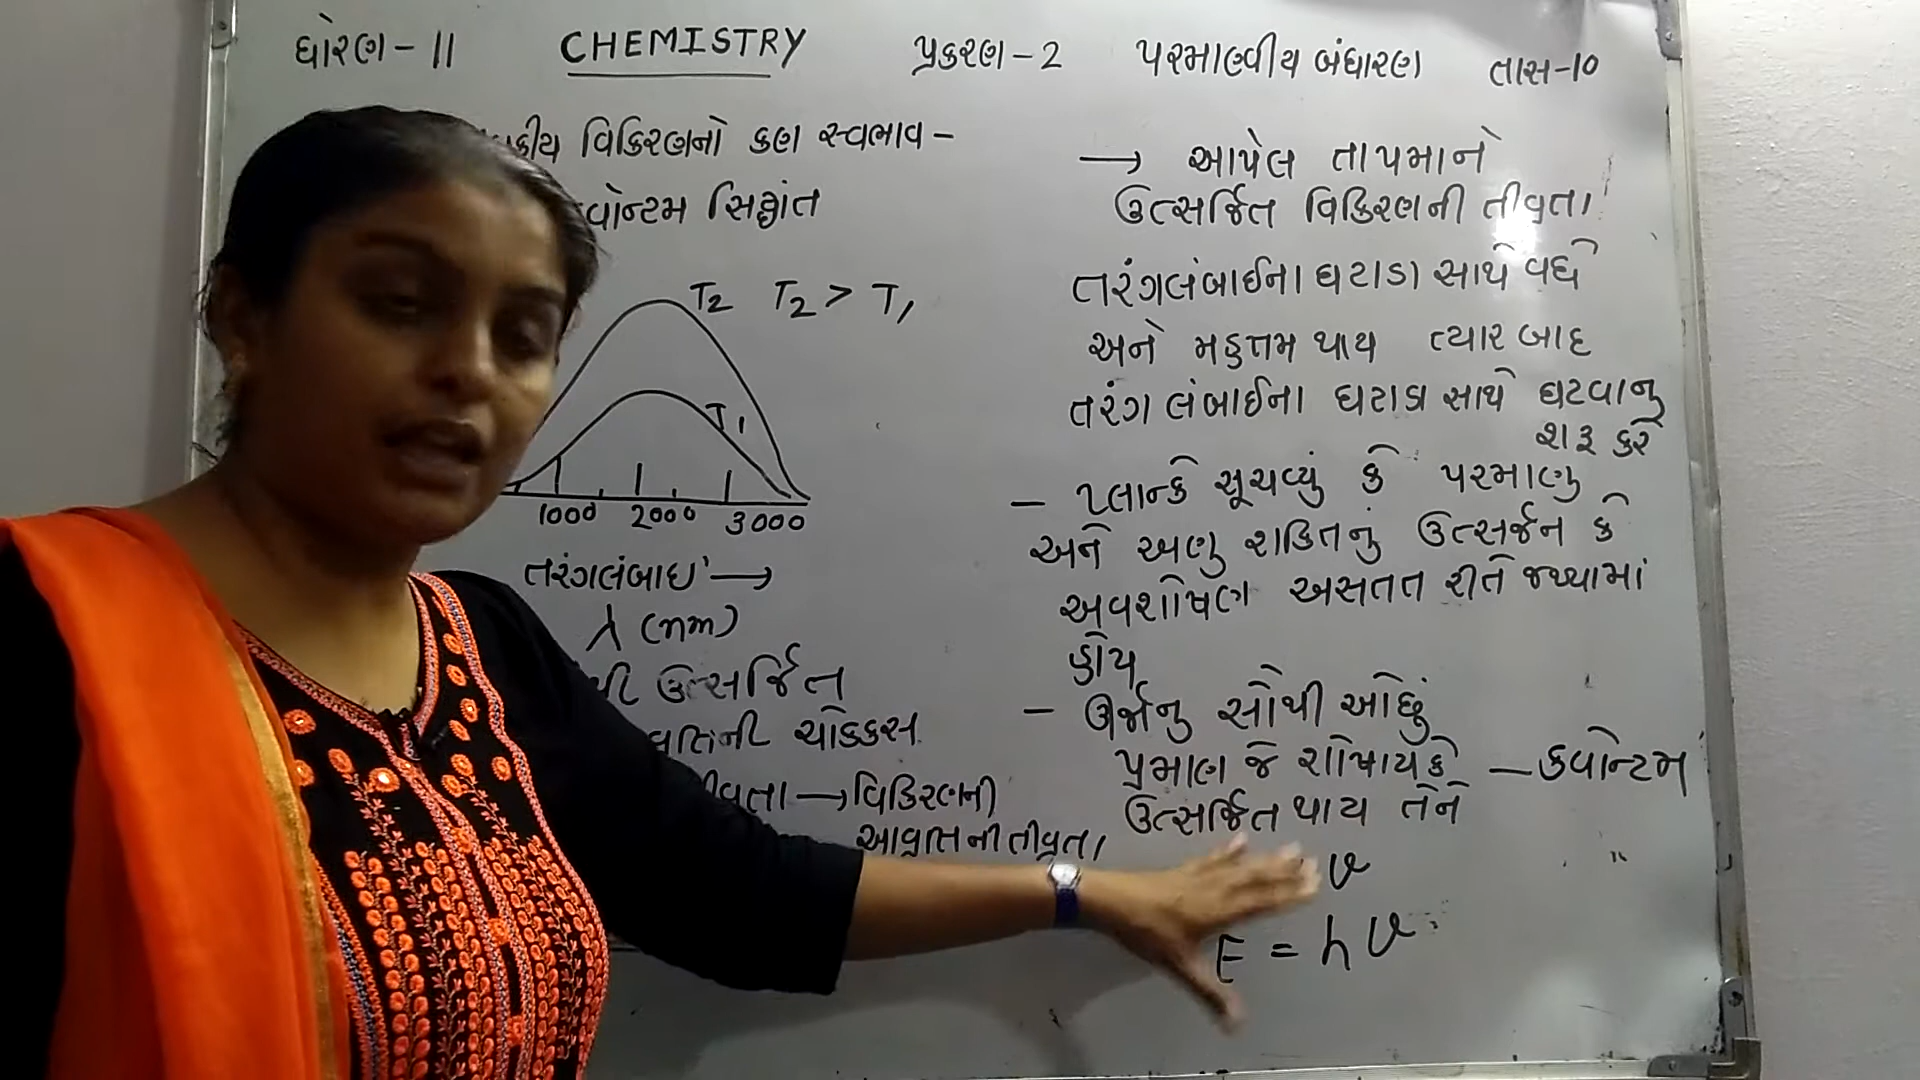 ધોરણ - 11 CHEMISTRY પ્રકરણ - 2 પરમાણ્વીય બંધારણ તાસ-10
વિકિરણનો કણ સ્વભાવ -
સિદ્ધાંત
T2 T2 > T1
T1
1000 2000 3000
તરંગલંબાઇ →
λ (nm)
ઉત્સર્જિત
ચોક્કસ
→ વિકિરણની
આવૃત્તિની તીવ્રતા
→ આપેલ તાપમાને
ઉત્સર્જિત વિકિરણની તીવ્રતા
તરંગલંબાઈના ઘટાડા સાથે વધે
અને મહત્તમ થાય ત્યાર બાદ
તરંગલંબાઈના ઘટાડા સાથે ઘટવાનુ
શરૂ કરે
- પ્લાન્કે સૂચવ્યું કે પરમાણુ
અને અણુ શક્તિનું ઉત્સર્જન કે
અવશોષણ અસતત રીતે જથ્થામાં
હોય
- ઉર્જાનુ સૌથી ઓછું
પ્રમાણ જે શોષાય કે — ક્વોન્ટમ
ઉત્સર્જિત થાય તેને
ν
E = hν